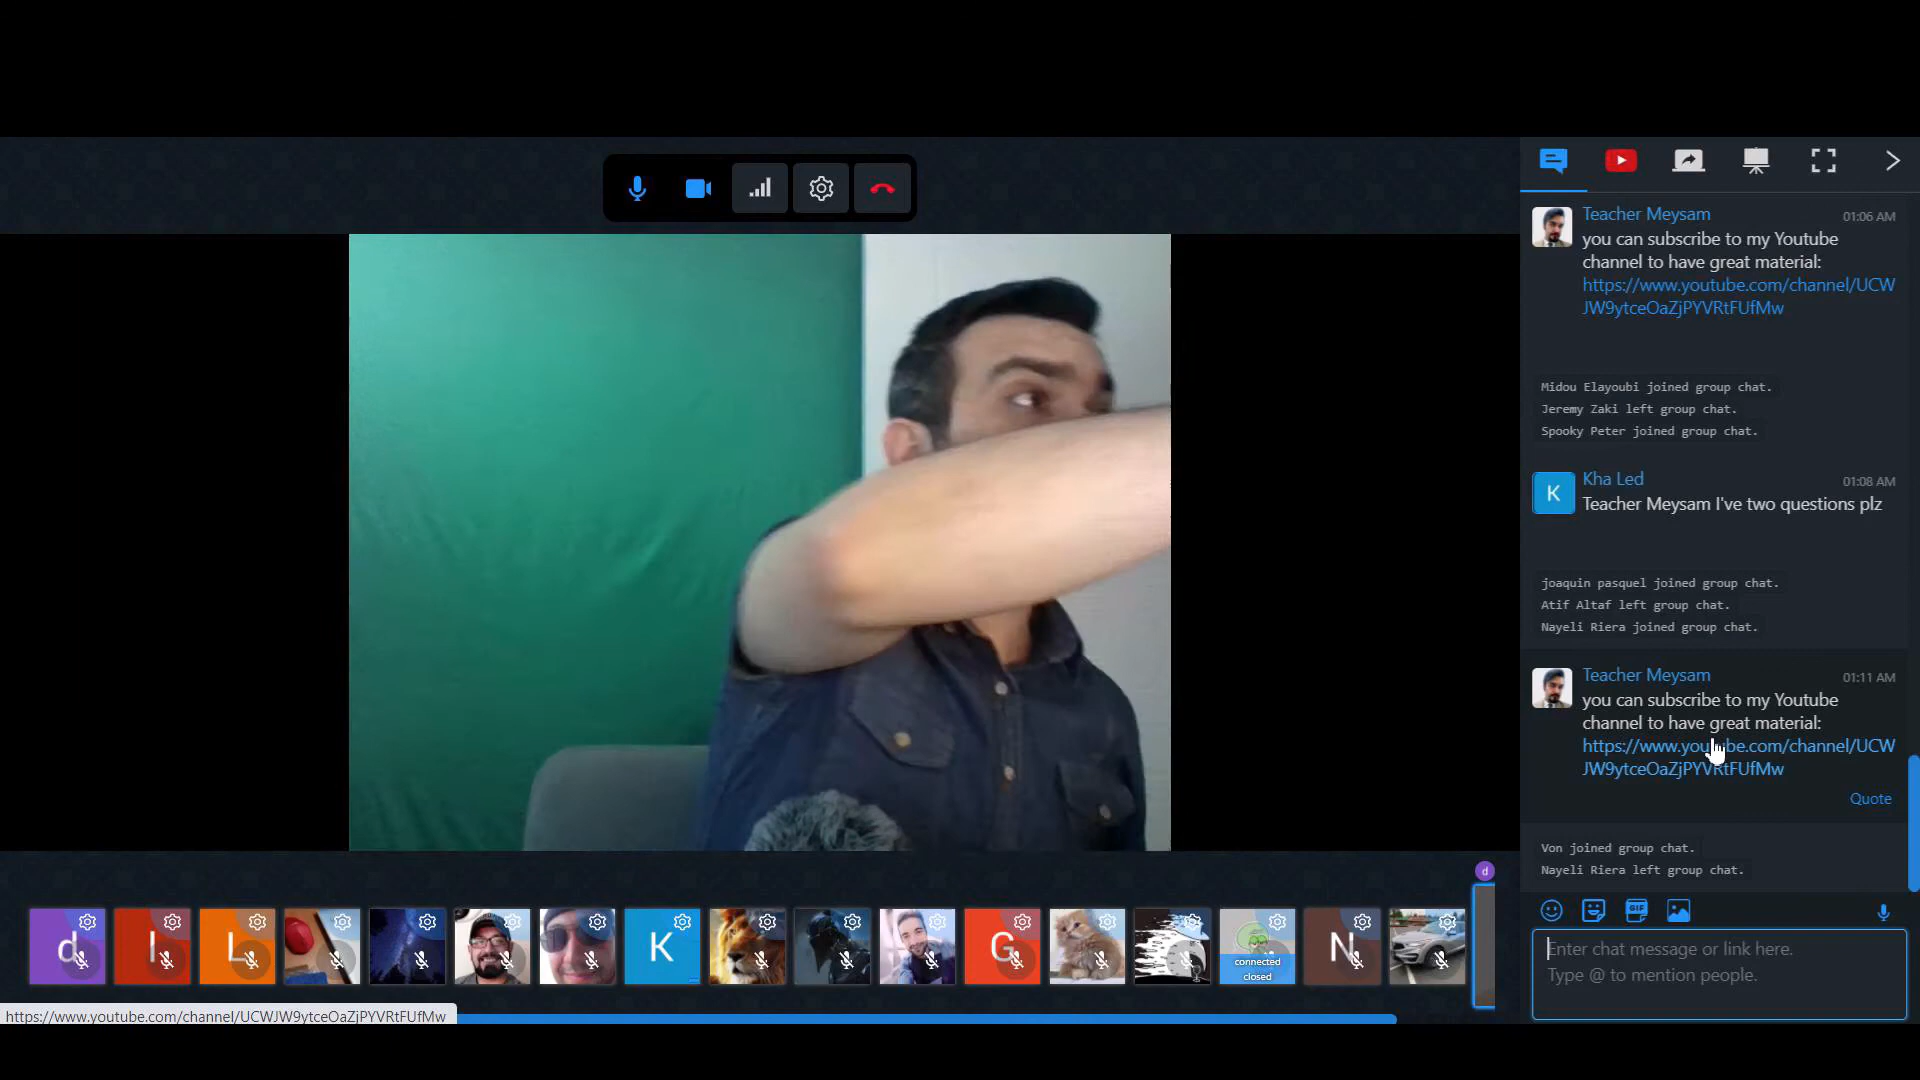 Teacher Meysam 01:06 AM
you can subscribe to my Youtube
channel to have great material:
https://www.youtube.com/channel/UCW
JW9ytceOaZjPYVRtFUfMw
Midou Elayoubi joined group chat.
Jeremy Zaki left group chat.
Spooky Peter joined group chat.
K
Kha Led 01:08 AM
Teacher Meysam I've two questions plz
joaquin pasquel joined group chat.
Atif Altaf left group chat.
Nayeli Riera joined group chat.
Teacher Meysam 01:11 AM
you can subscribe to my Youtube
channel to have great material:
https://www.youtube.com/channel/UCW
JW9ytceOaZjPYVRtFUfMw
Quote
Von joined group chat.
Nayeli Riera left group chat.
GIF
Enter chat message or link here.
Type @ to mention people.
d
d I L K G N
connected
closed
https://www.youtube.com/channel/UCWJW9ytceOaZjPYVRtFUfMw